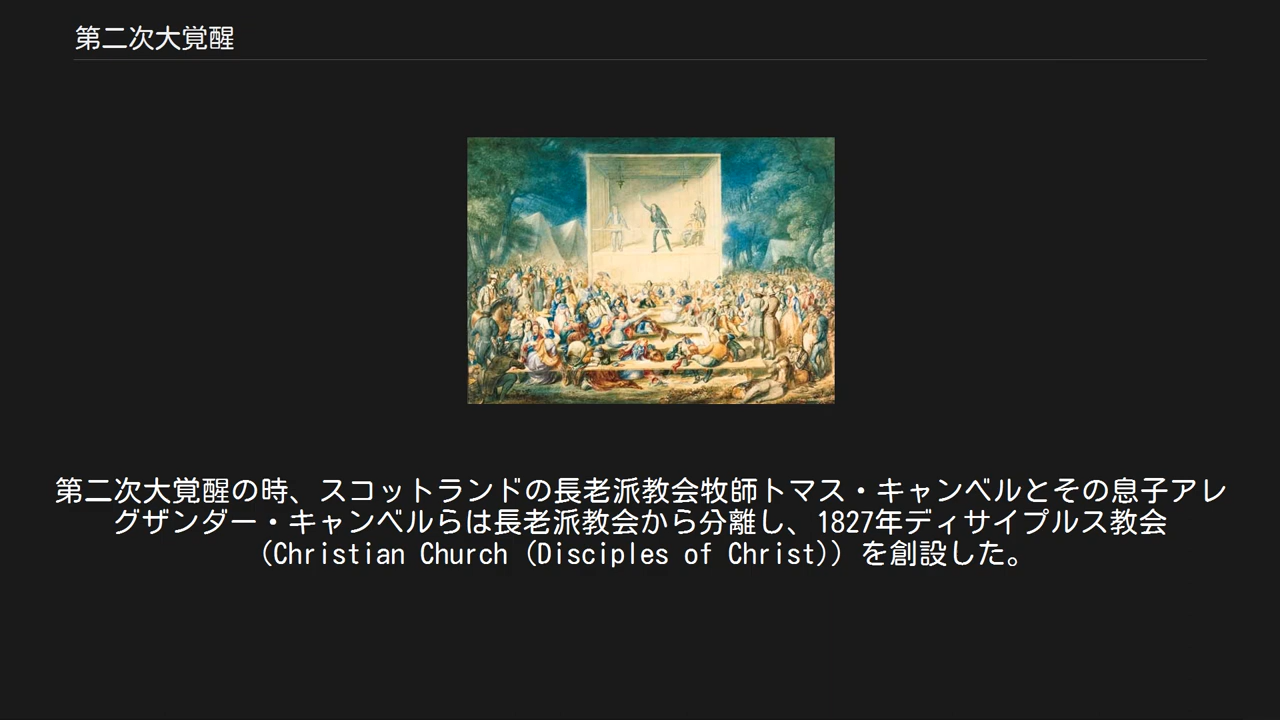 第二次大覚醒
第二次大覚醒の時、スコットランドの長老派教会牧師トマス・キャンベルとその息子アレ
グザンダー・キャンベルらは長老派教会から分離し、1827年ディサイプルス教会
（Christian Church（Disciples of Christ））を創設した。